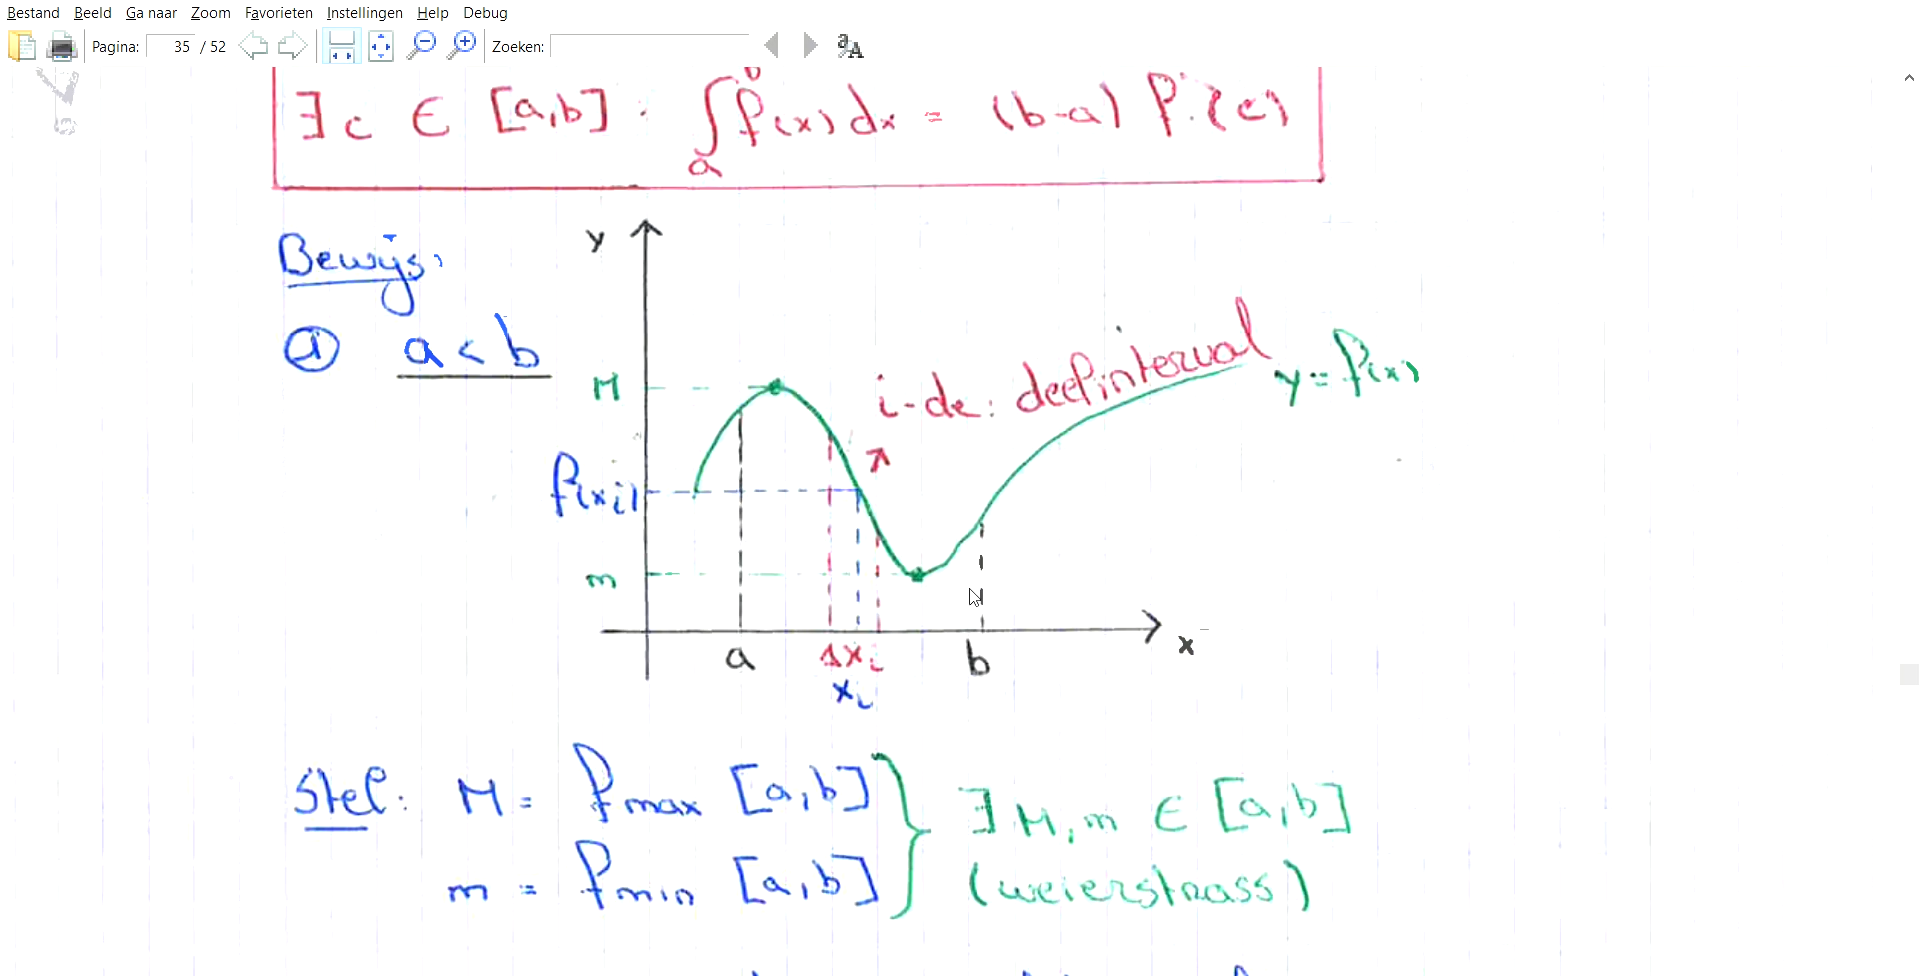 Bestand Beeld Ga naar Zoom Favorieten Instellingen Help Debug
Pagina: 35 / 52 Zoeken:
∃ c ∈ [a,b] : ∫ₐᵇ f(x) dx = (b-a) f(c)
Bewijs:
① a < b
y
M
i-de: deelinterval
y = f(x)
f(xi)
m
a Δxi b x
xi
Stel: M = fmax [a,b] } ∃ M, m ∈ [a,b]
m = fmin [a,b] (weierstrass)